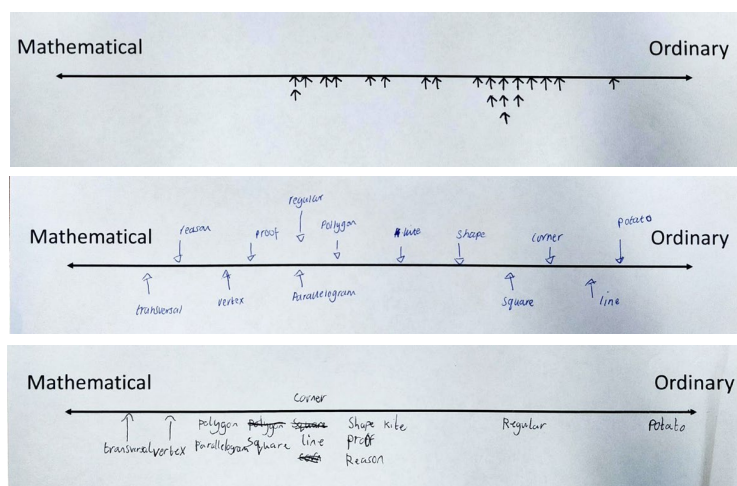 Mathematical Ordinary
regular
reason proof Polygon line shape corner potato
Mathematical Ordinary
transversal vertex Parallelogram square line
Mathematical Ordinary
corner
polygon Polygon Square Shape kite Regular Potato
transversal vertex Parallelogram Square line proof
Reason